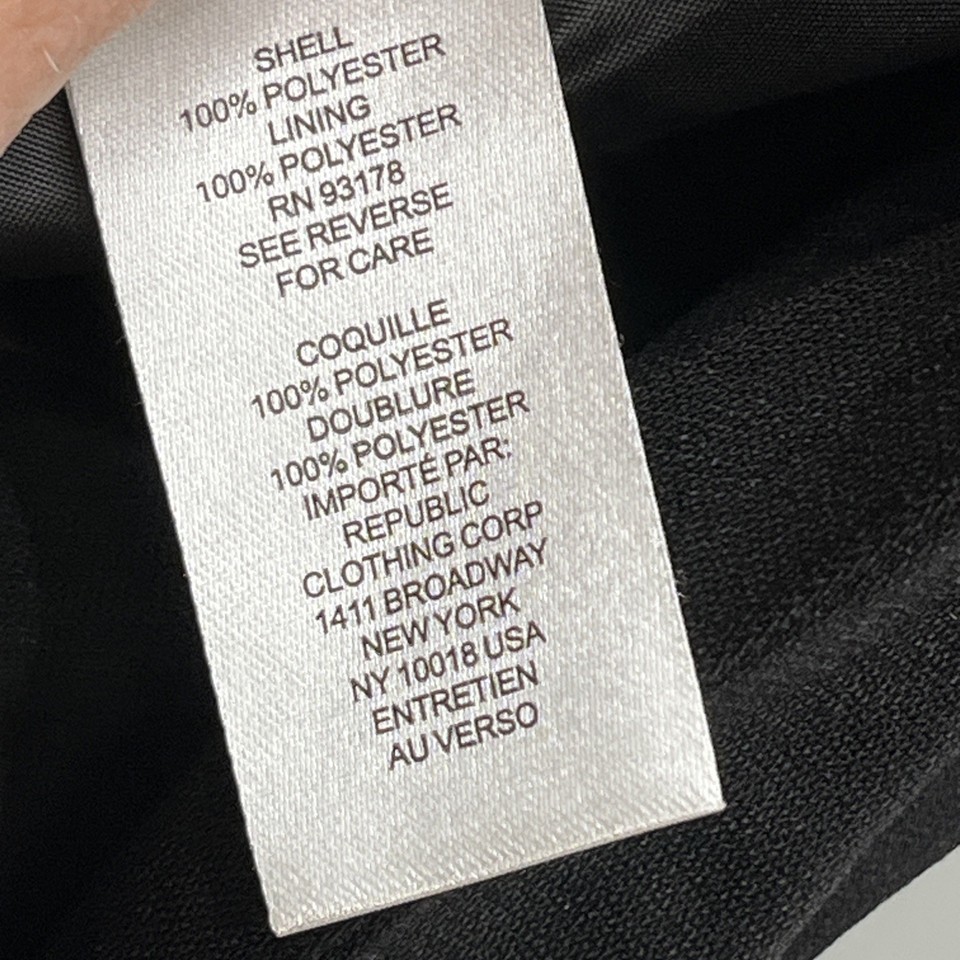 SHELL
100% POLYESTER
LINING
100% POLYESTER
RN 93178
SEE REVERSE
FOR CARE
COQUILLE
100% POLYESTER
DOUBLURE
100% POLYESTER
IMPORTÉ PAR:
REPUBLIC
CLOTHING CORP
1411 BROADWAY
NEW YORK
NY 10018 USA
ENTRETIEN
AU VERSO